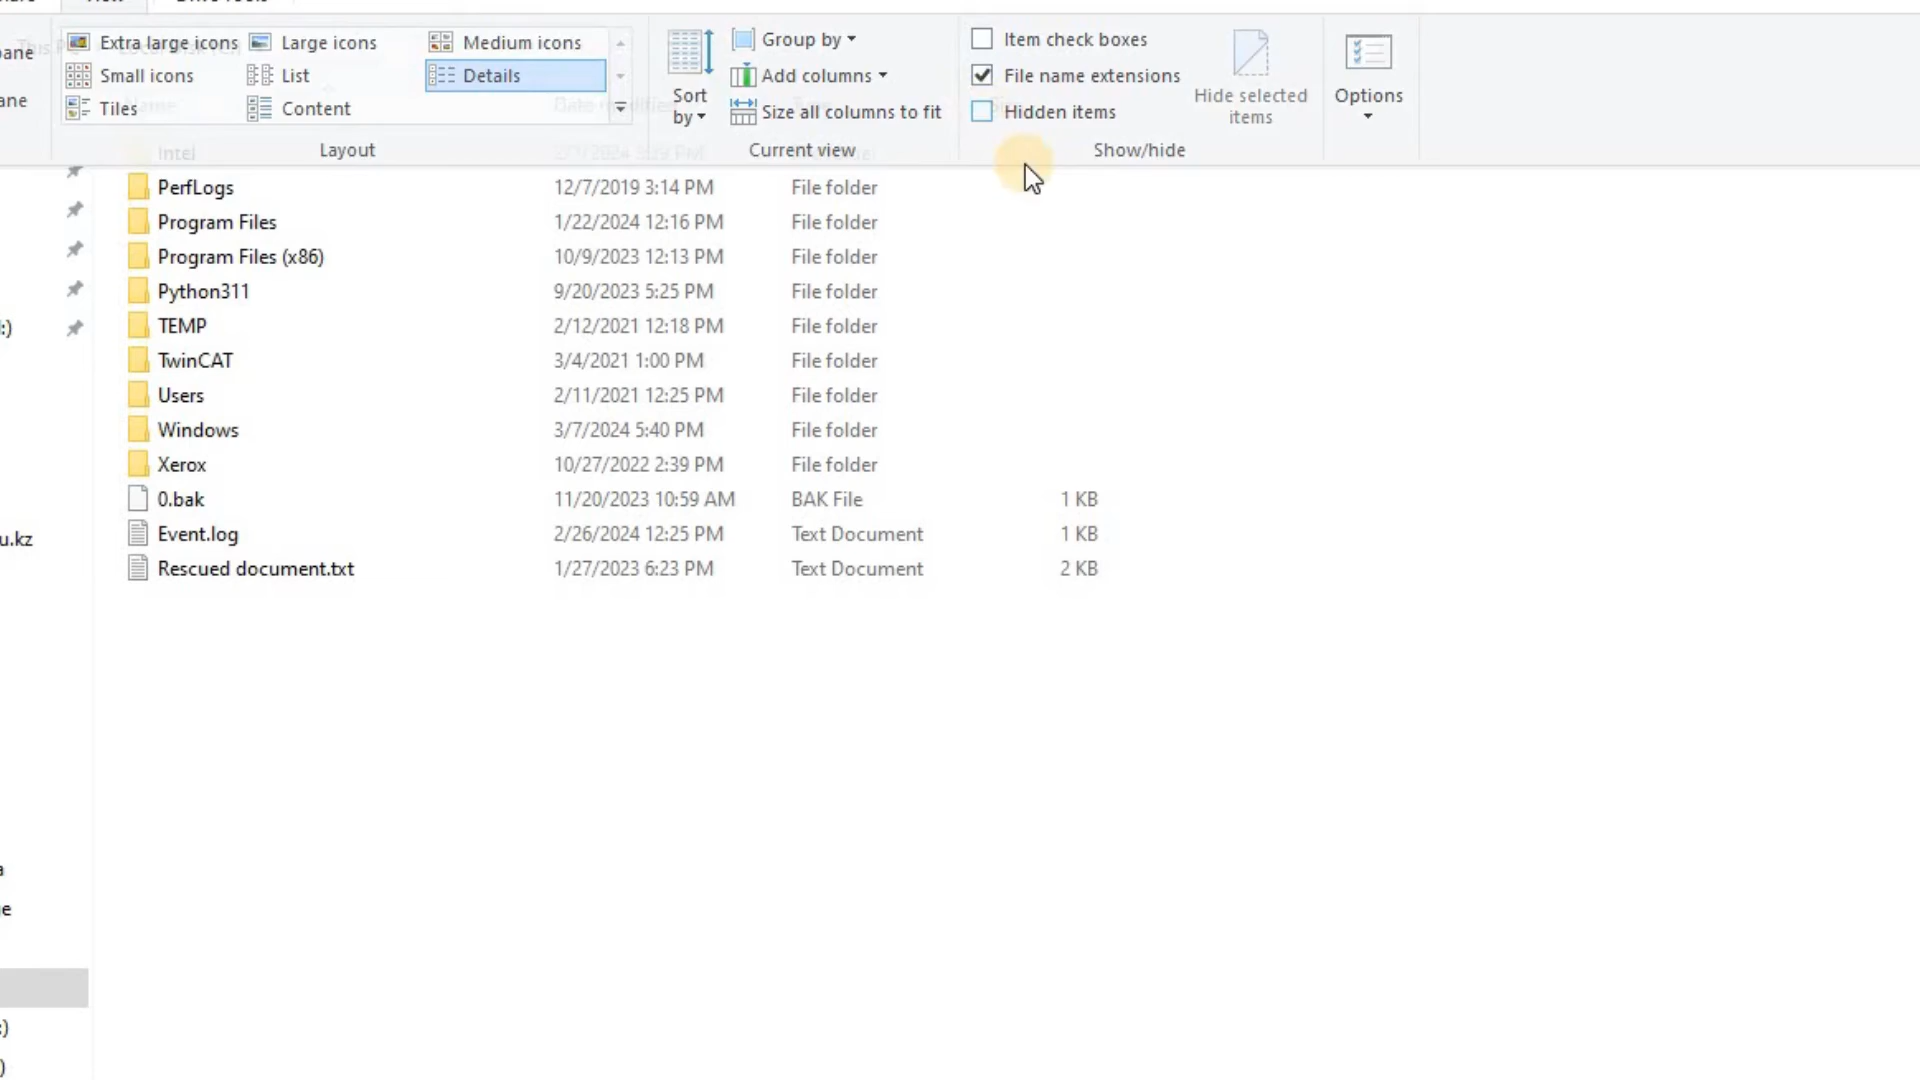 View Drive Tools
ane Extra large icons Large icons Medium icons
Small icons List Details
ane Tiles Content
Layout
Sort by
Group by
Add columns
Size all columns to fit
Current view
Item check boxes
File name extensions
Hidden items
Hide selected items
Show/hide
Options
Intel
PerfLogs 12/7/2019 3:14 PM File folder
Program Files 1/22/2024 12:16 PM File folder
Program Files (x86) 10/9/2023 12:13 PM File folder
Python311 9/20/2023 5:25 PM File folder
TEMP 2/12/2021 12:18 PM File folder
:) TwinCAT 3/4/2021 1:00 PM File folder
Users 2/11/2021 12:25 PM File folder
Windows 3/7/2024 5:40 PM File folder
Xerox 10/27/2022 2:39 PM File folder
0.bak 11/20/2023 10:59 AM BAK File 1 KB
u.kz Event.log 2/26/2024 12:25 PM Text Document 1 KB
Rescued document.txt 1/27/2023 6:23 PM Text Document 2 KB
a
e
:)
)